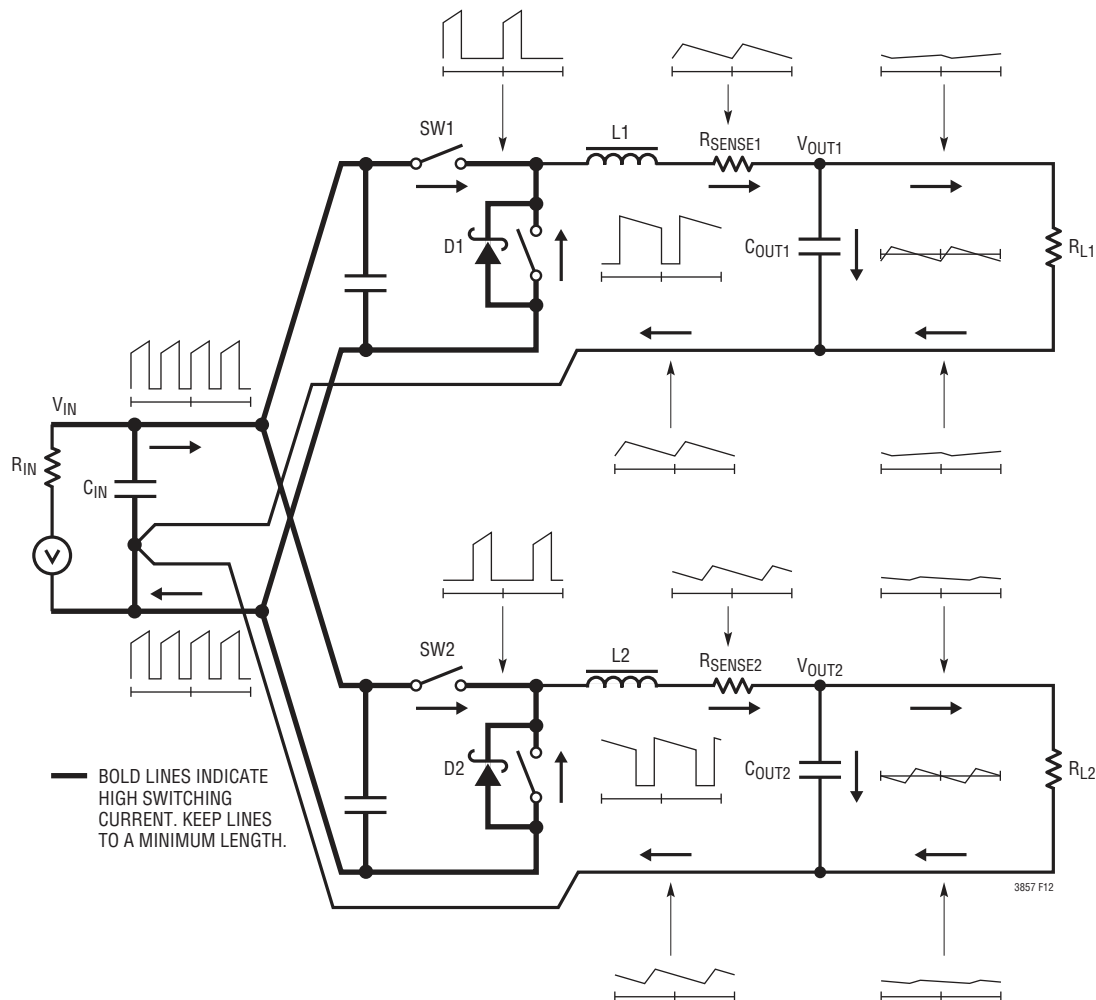 SW1
L1
RSENSE1
VOUT1
D1
COUT1
RL1
VIN
RIN
CIN
V
SW2
L2
RSENSE2
VOUT2
D2
COUT2
RL2
BOLD LINES INDICATE
HIGH SWITCHING
CURRENT. KEEP LINES
TO A MINIMUM LENGTH.
3857 F12